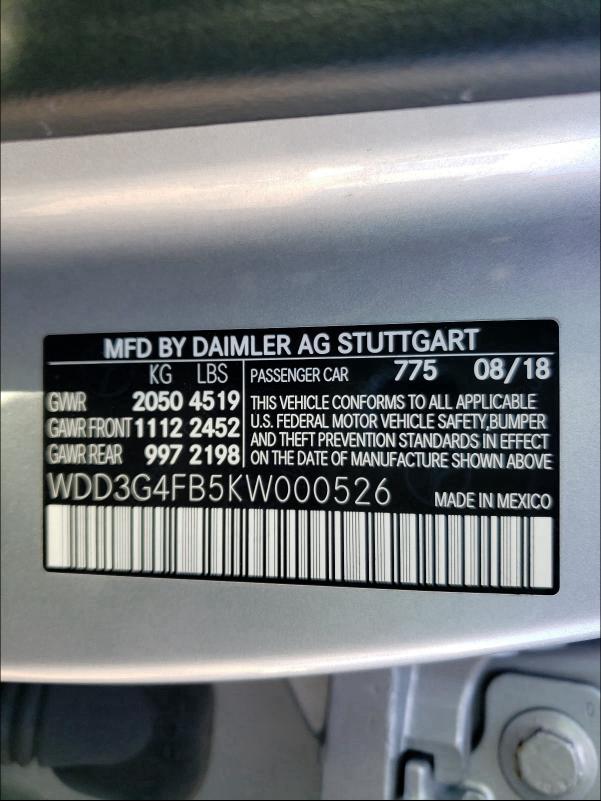 MFD BY DAIMLER AG STUTTGART
KG LBS
GVWR 2050 4519
GAWR FRONT 1112 2452
GAWR REAR 997 2198
PASSENGER CAR 775 08/18
THIS VEHICLE CONFORMS TO ALL APPLICABLE
U.S. FEDERAL MOTOR VEHICLE SAFETY,BUMPER
AND THEFT PREVENTION STANDARDS IN EFFECT
ON THE DATE OF MANUFACTURE SHOWN ABOVE
WDD3G4FB5KW000526
MADE IN MEXICO